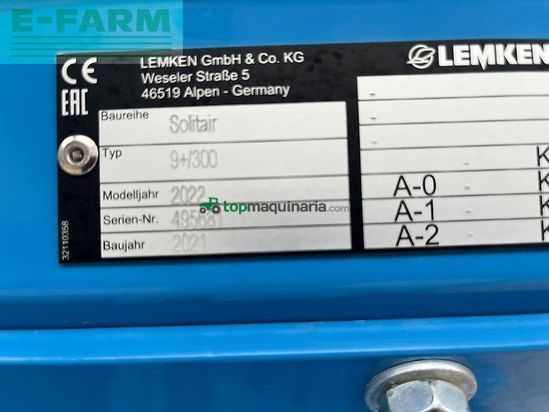 E-FARM
CE
EAC
LEMKEN GmbH & Co. KG
Weseler Straße 5
46519 Alpen - Germany
LEMKEN
Baureihe
Solitair
Typ
9+/300
Modelljahr
2022
Serien-Nr.
Baujahr
2021
topmaquinaria.com
32110358
-
-
- K
A-0 - K
A-1 - K
A-2 - K